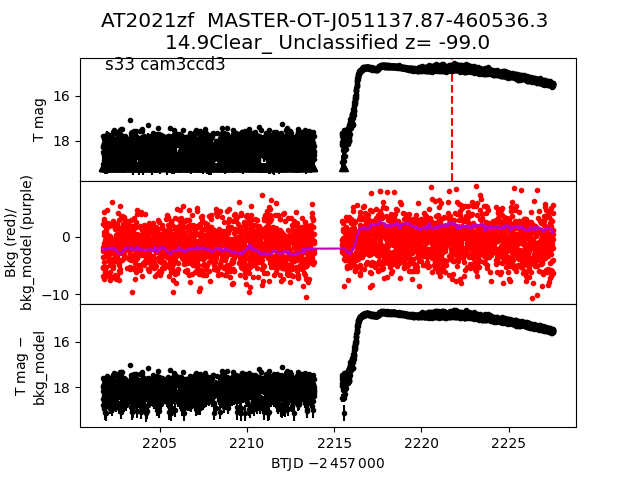 AT2021zf  MASTER-OT-J051137.87-460536.3
14.9Clear_ Unclassified z= -99.0
s33 cam3ccd3
T mag
16
18
Bkg (red)/
bkg_model (purple)
0
−10
T mag −
bkg_model
16
18
2205 2210 2215 2220 2225
BTJD −2 457 000